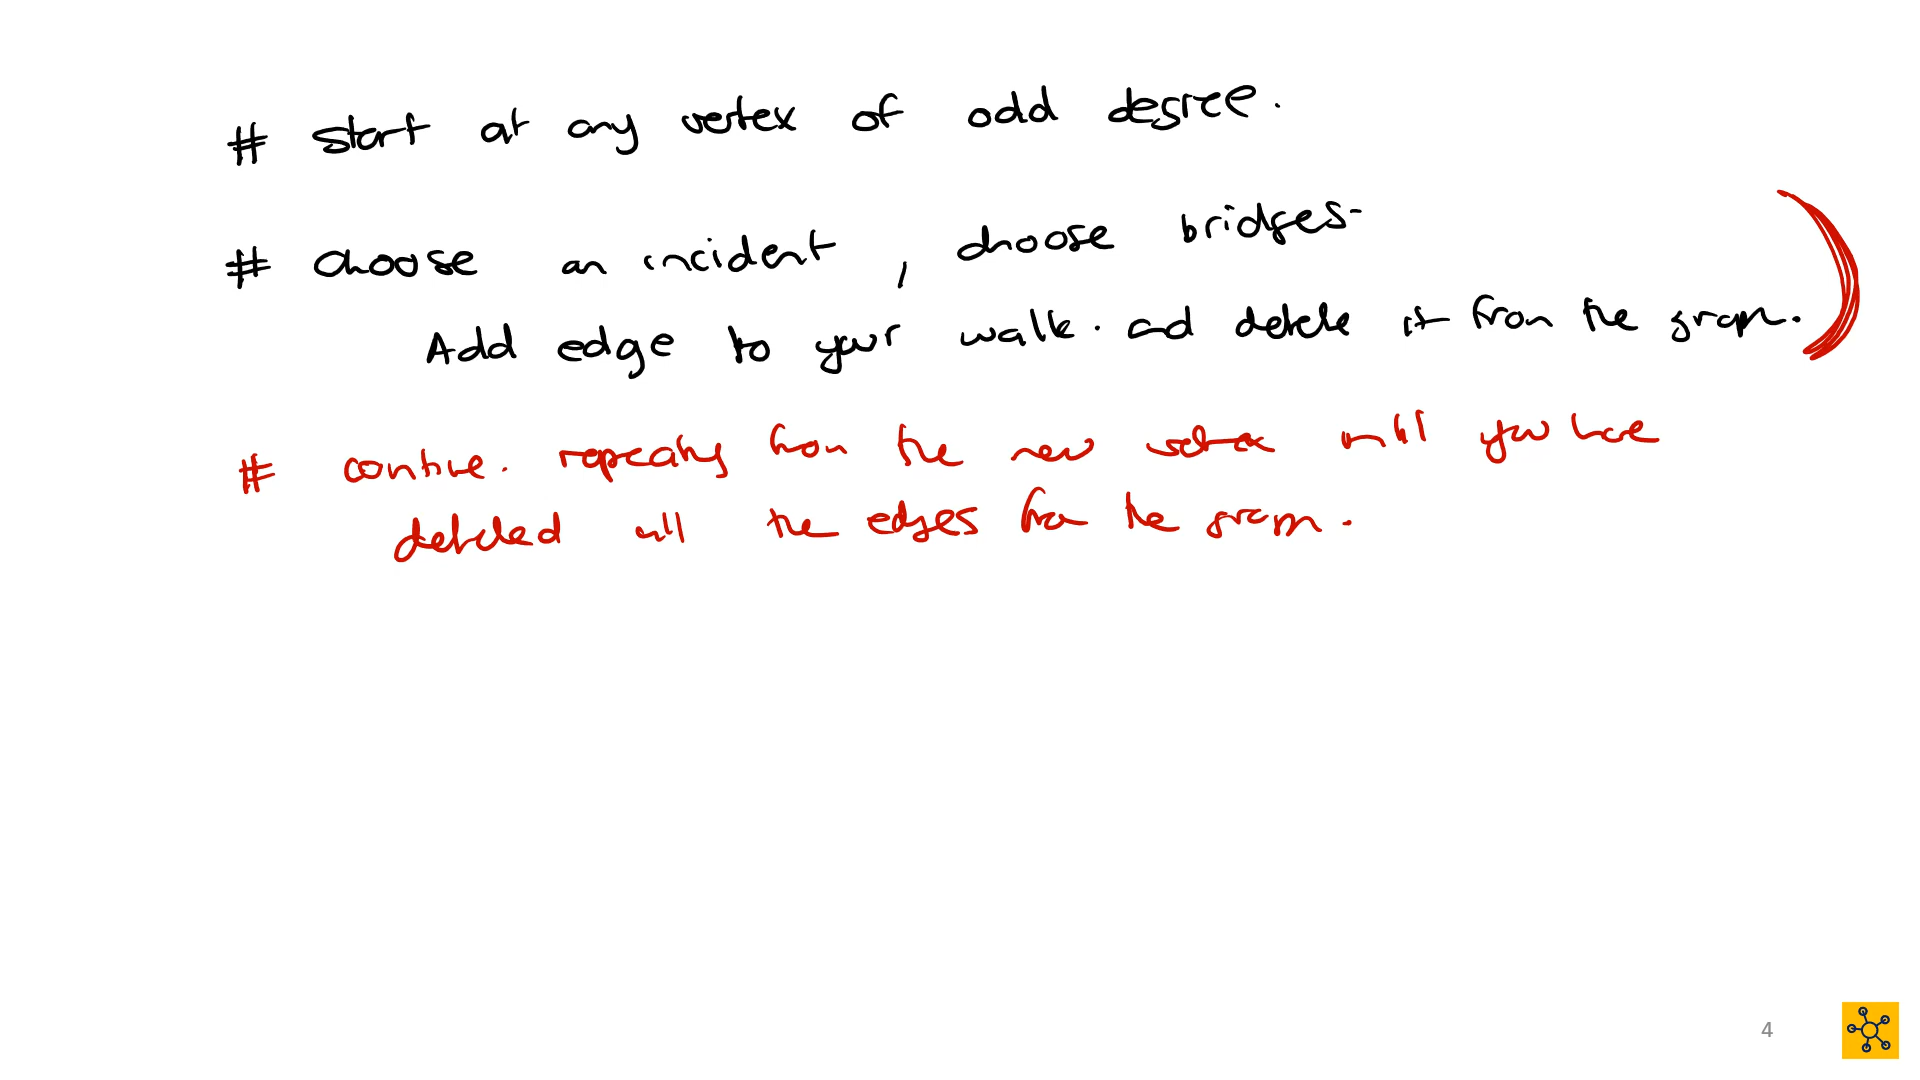 # start at any vertex of odd degree.
# choose an incident, choose bridges-
Add edge to your walk. and delete it from the graph.
# continue. repeating from the new vertex until you have
deleted all the edges from the graph.
4